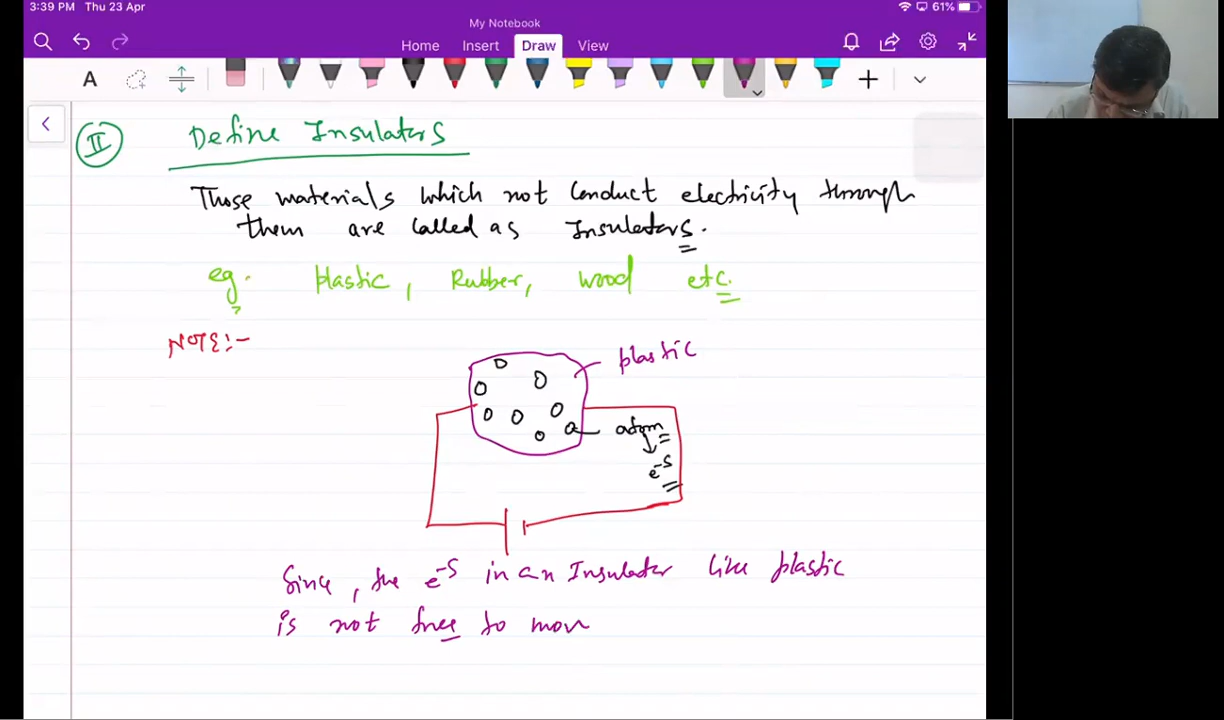 3:39 PM Thu 23 Apr
61%
My Notebook
Home Insert Draw View
A
II Define Insulators
Those materials which not conduct electricity through
them are called as Insulators.
eg. plastic, Rubber, wood etc.
NOTE:-
plastic
atom
e-s
Since, the e-s in an Insulator like plastic
is not free to mov